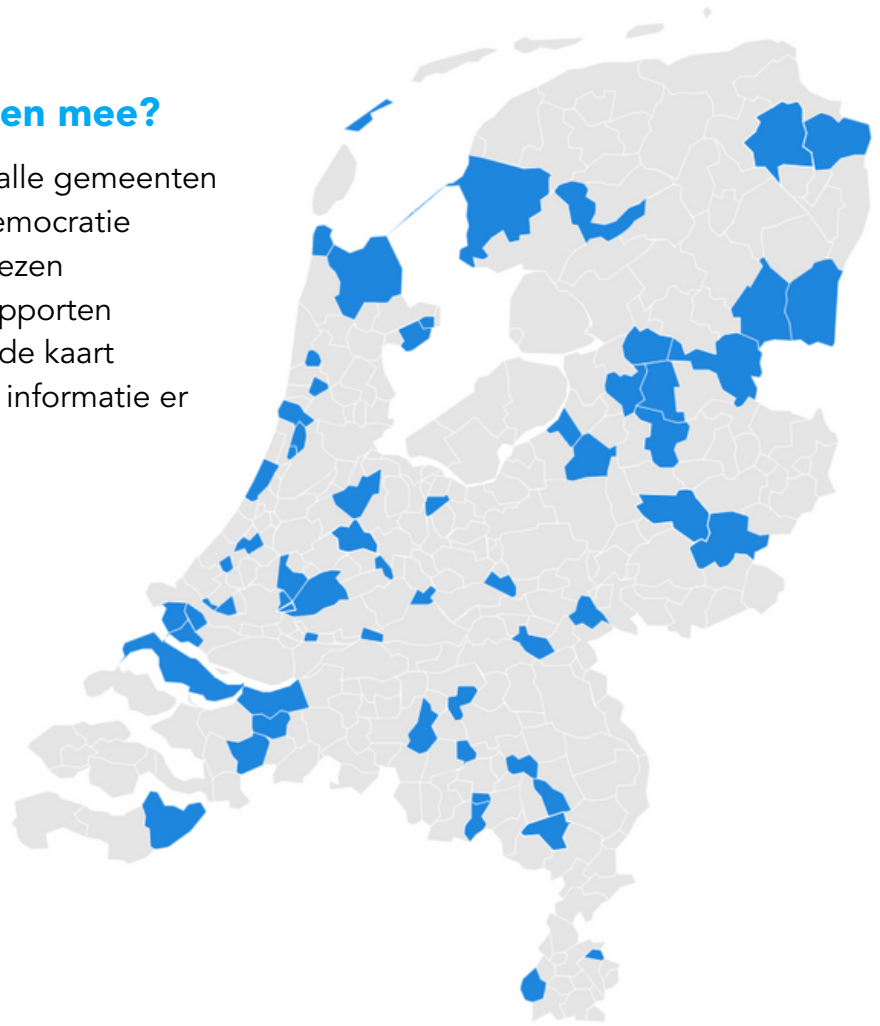 en mee?
alle gemeenten
emocratie
ezen
pporten
de kaart
informatie er